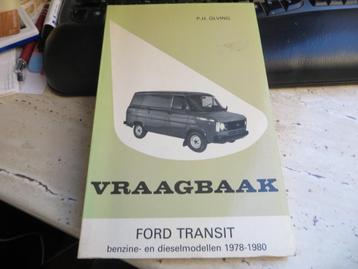 P.H. OLVING
VRAAGBAAK
FORD TRANSIT
benzine- en dieselmodellen 1978-1980